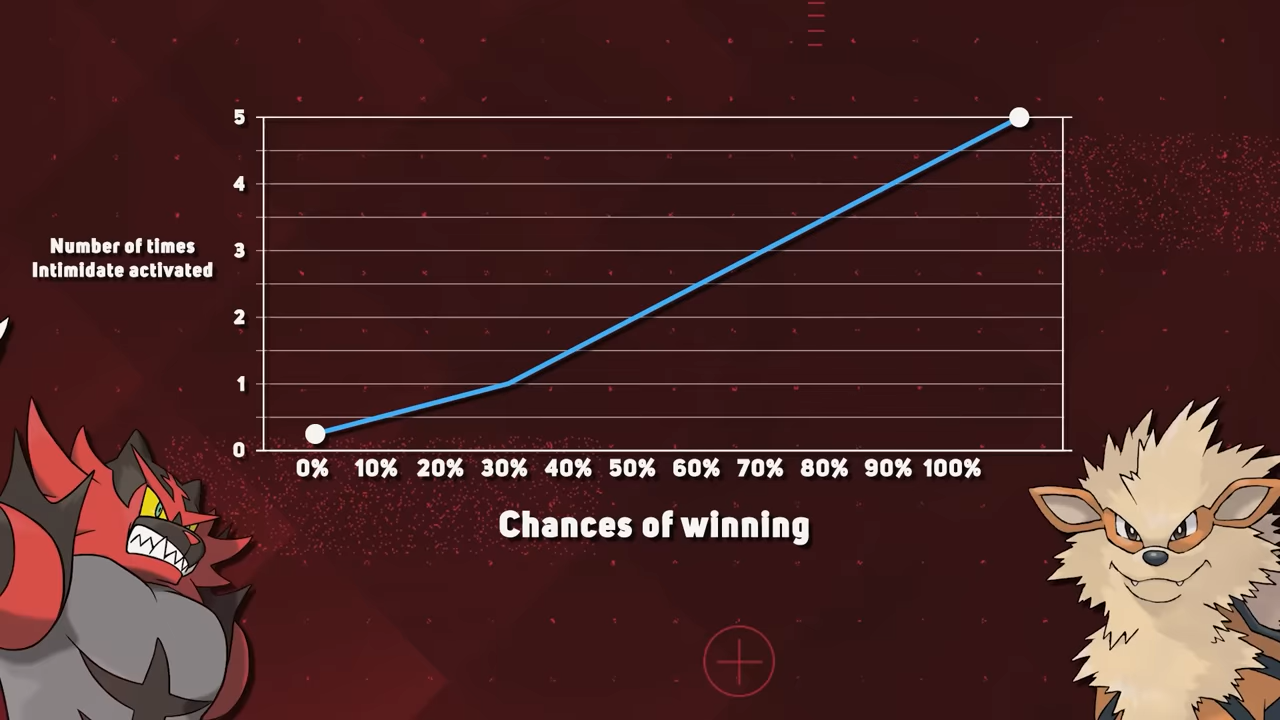 5
4
Number of times
Intimidate activated
3
2
1
0
0% 10% 20% 30% 40% 50% 60% 70% 80% 90% 100%
Chances of winning